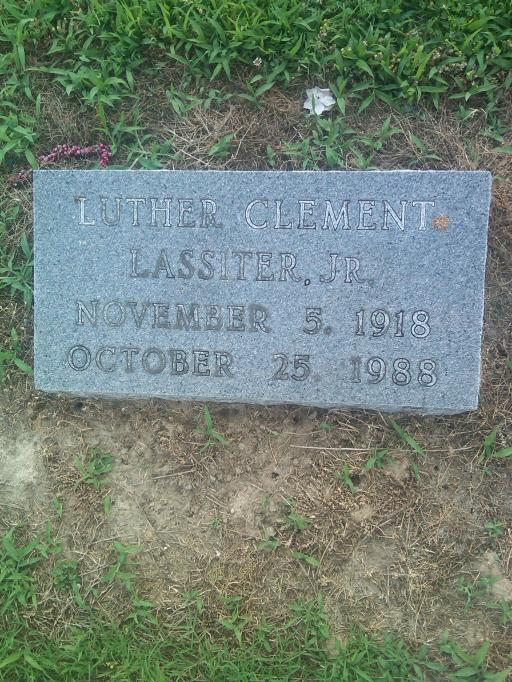 LUTHER CLEMENT
LASSITER, JR.
NOVEMBER 5, 1918
OCTOBER 25, 1988